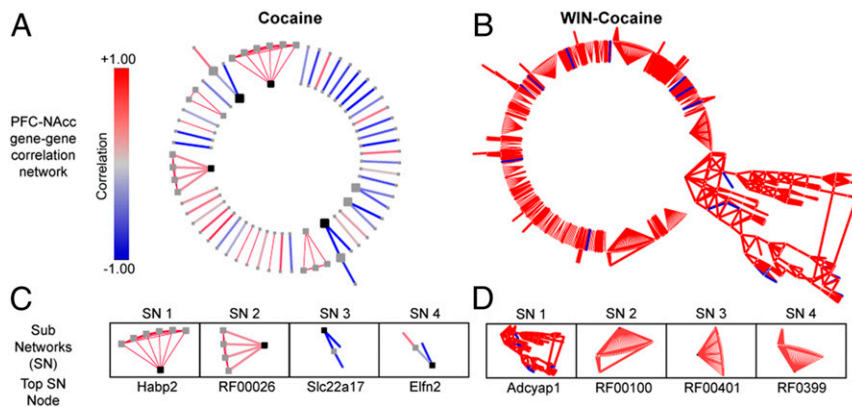 A
Cocaine
B
WIN-Cocaine
+1.00
PFC-NAcc
gene-gene
correlation
network
Correlation
-1.00
C
SN 1
SN 2
SN 3
SN 4
D
SN 1
SN 2
SN 3
SN 4
Sub
Networks
(SN)
Top SN
Node
Habp2
RF00026
Slc22a17
Elfn2
Adcyap1
RF00100
RF00401
RF0399